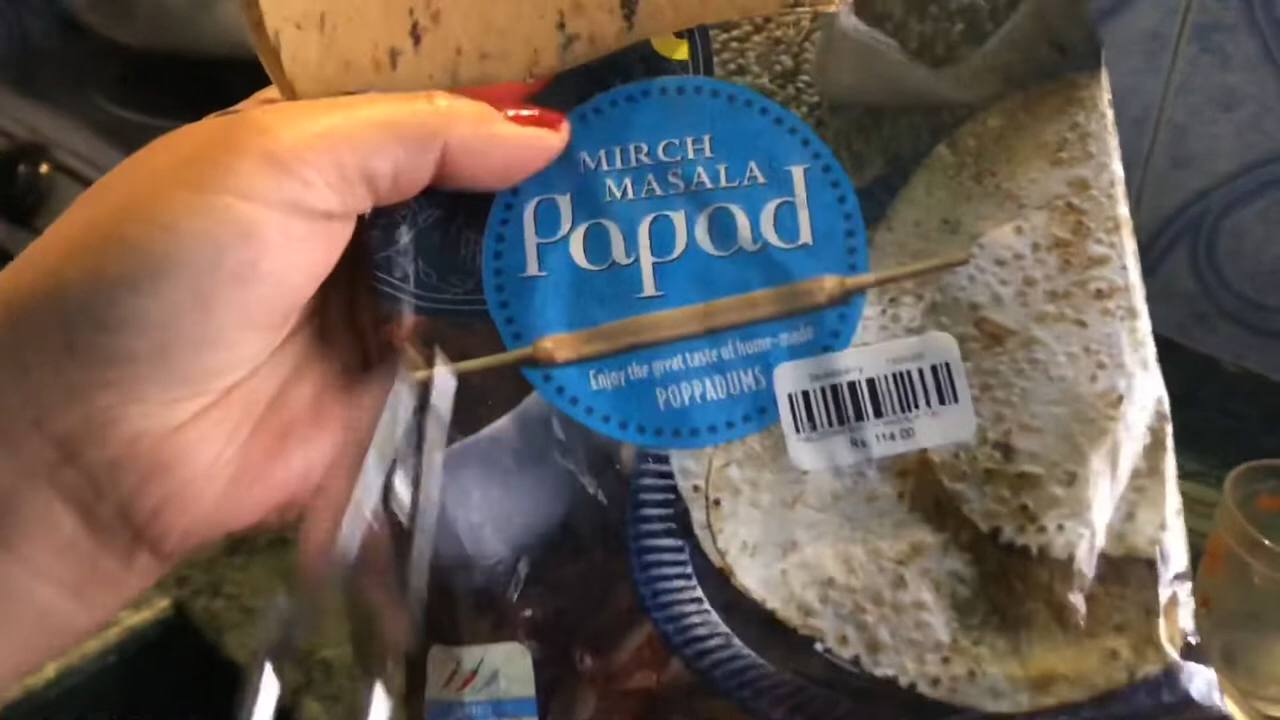 MIRCH
MASALA
Papad
Enjoy the great taste of home-made
POPPADUMS
Rs. 114.00